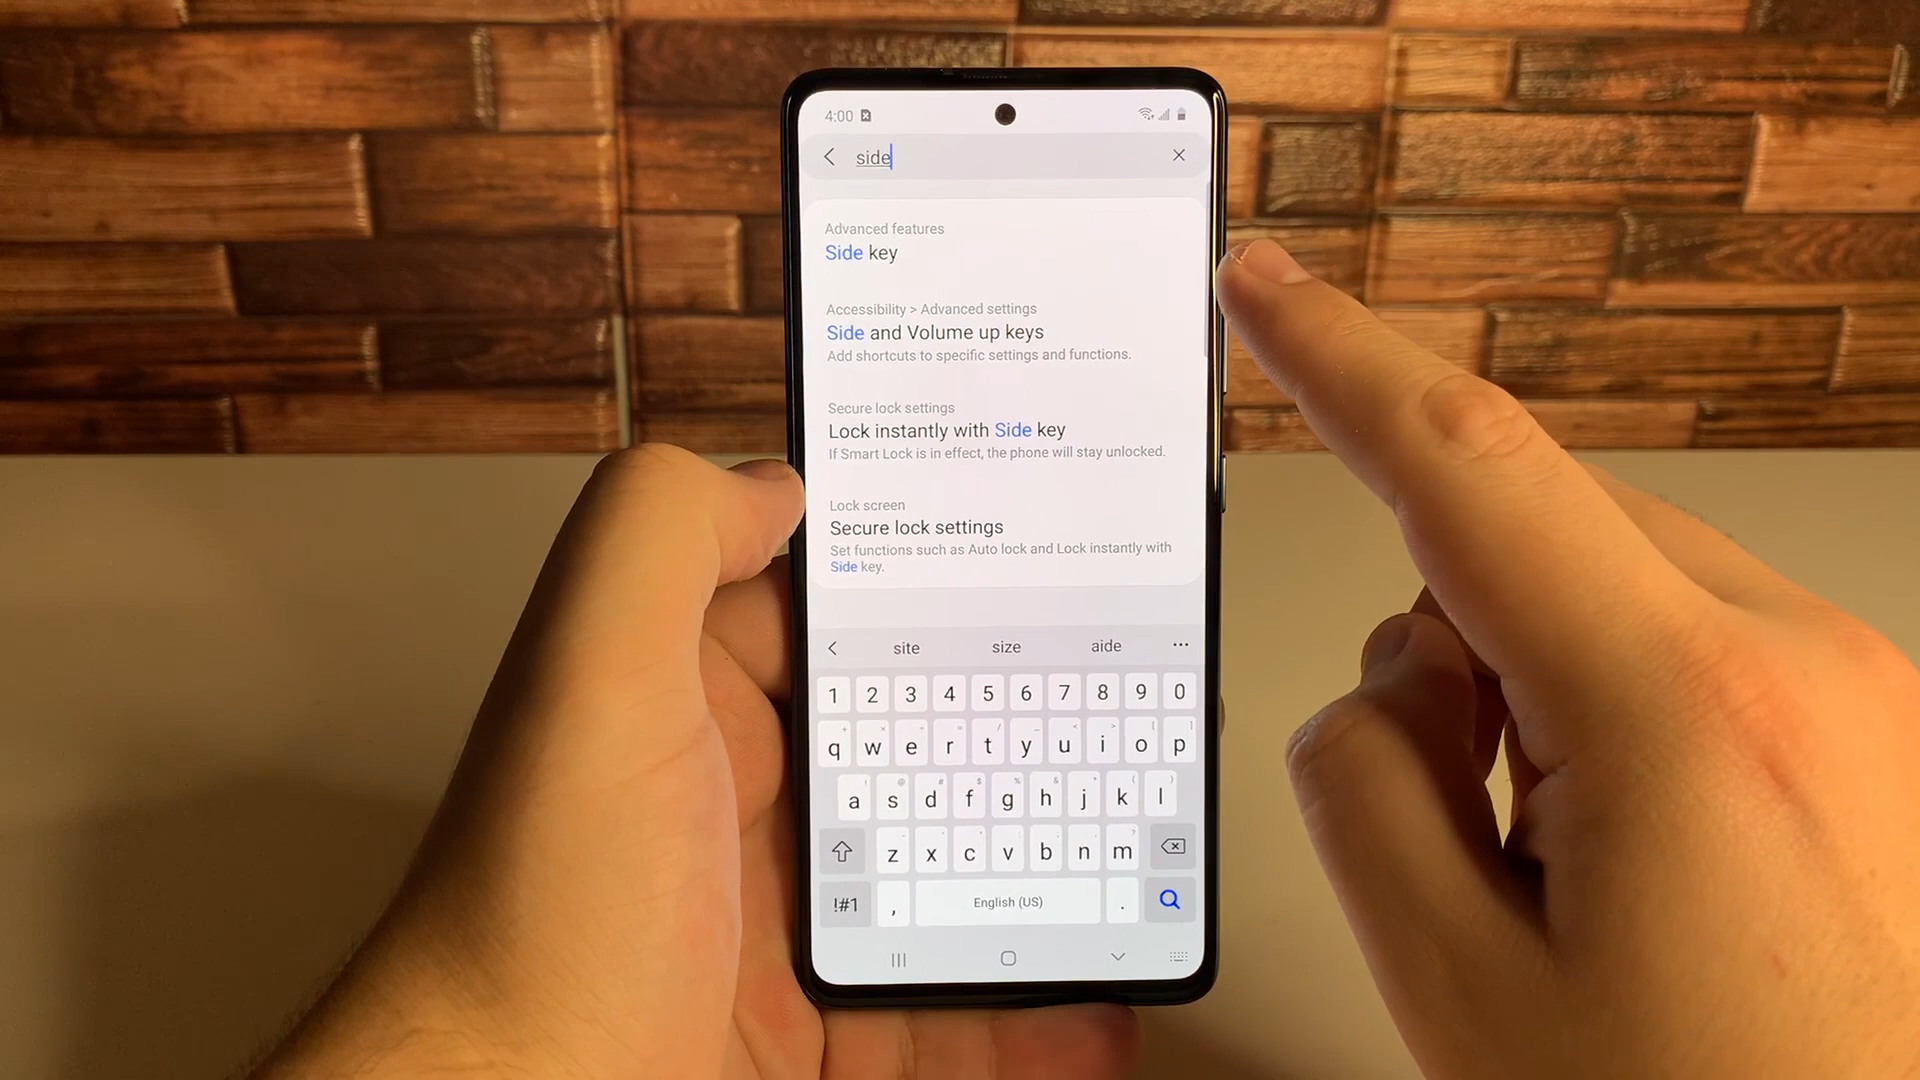 4:00
side
Advanced features
Side key
Accessibility > Advanced settings
Side and Volume up keys
Add shortcuts to specific settings and functions.
Secure lock settings
Lock instantly with Side key
If Smart Lock is in effect, the phone will stay unlocked.
Lock screen
Secure lock settings
Set functions such as Auto lock and Lock instantly with
Side key.
site size aide
1 2 3 4 5 6 7 8 9 0
q w e r t y u i o p
a s d f g h j k l
z x c v b n m
!#1 , English (US) .